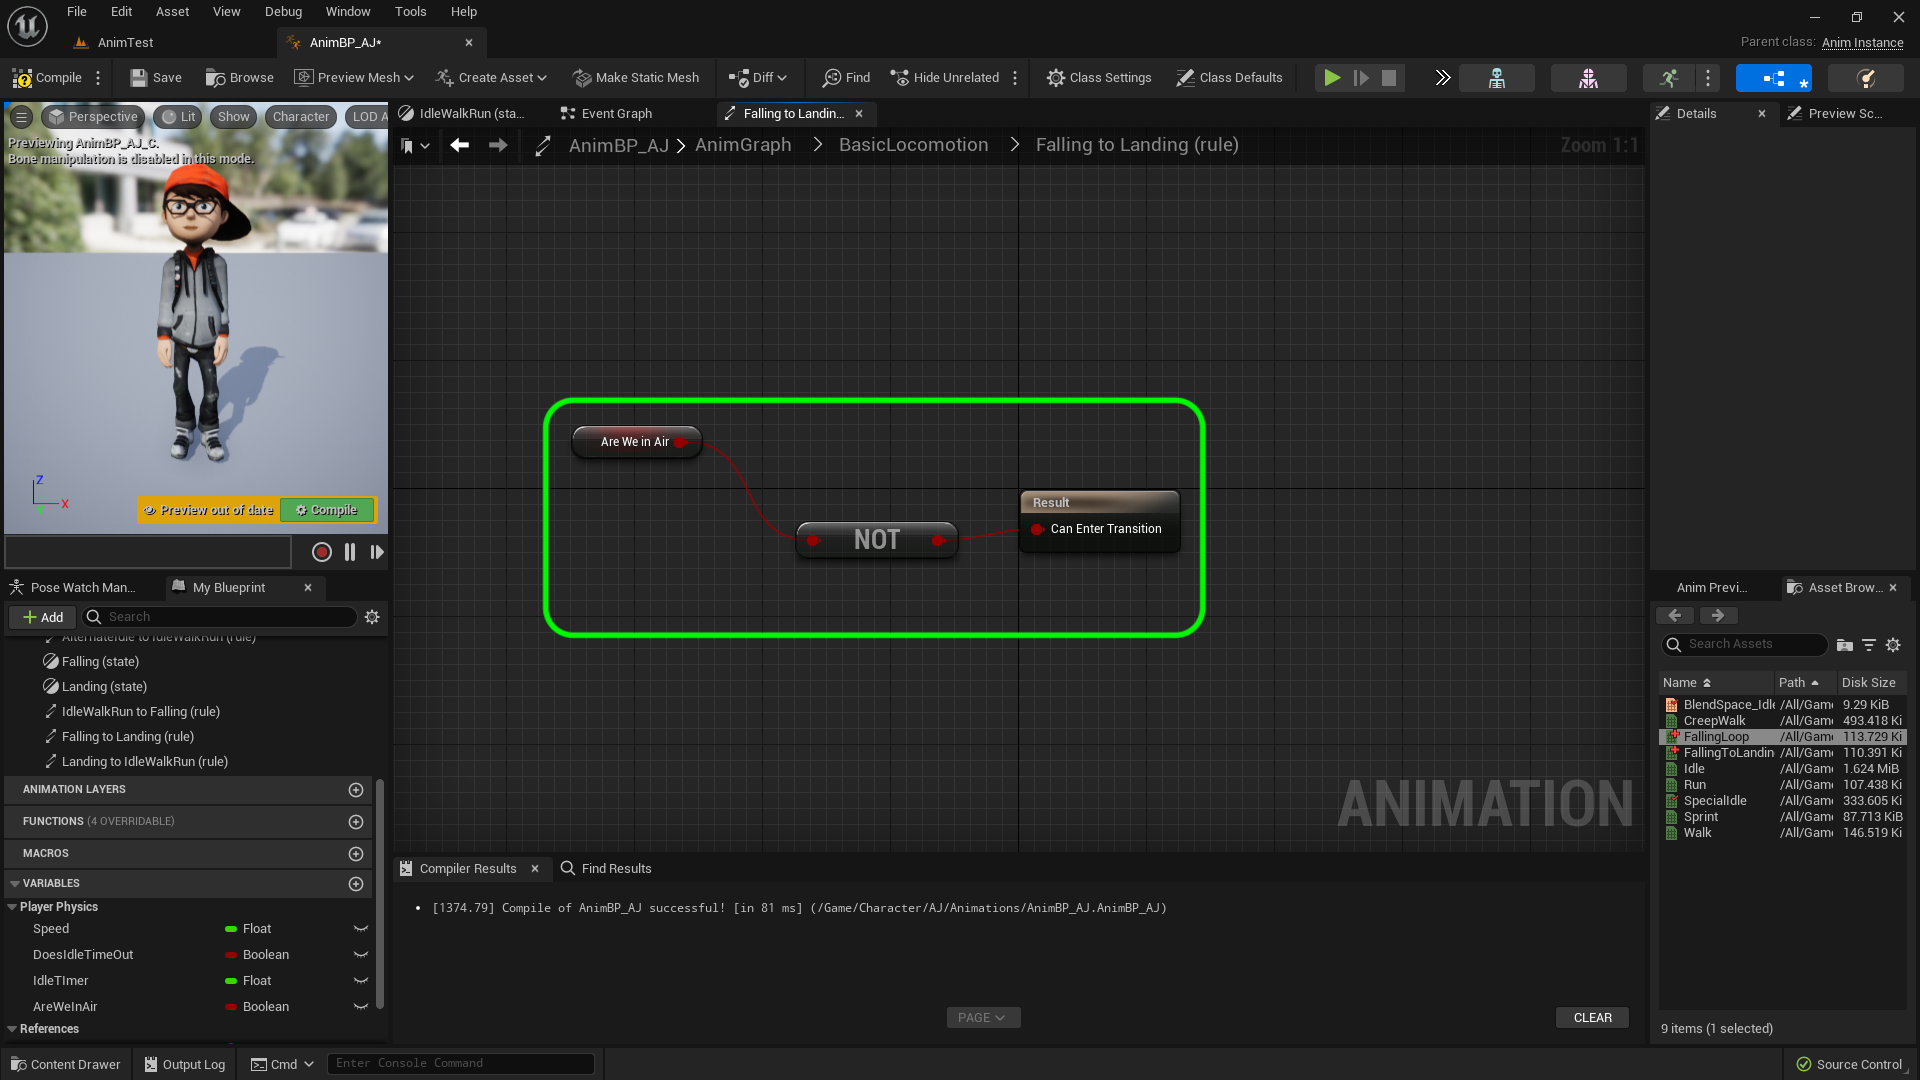 File Edit Asset View Debug Window Tools Help
AnimTest
AnimBP_AJ*
Parent class: Anim Instance
Compile
Save
Browse
Preview Mesh
Create Asset
Make Static Mesh
Diff
Find
Hide Unrelated
Class Settings
Class Defaults
Perspective
Lit
Show
Character
LOD A
Previewing AnimBP_AJ_C.
Bone manipulation is disabled in this mode.
Z
X
Y
Preview out of date
Compile
IdleWalkRun (sta...
Event Graph
Falling to Landin...
AnimBP_AJ > AnimGraph > BasicLocomotion > Falling to Landing (rule)
Zoom 1:1
Are We in Air
NOT
Result
Can Enter Transition
ANIMATION
Details
Preview Sc...
Pose Watch Man...
My Blueprint
Add
Search
AlternateIdle to IdleWalkRun (rule)
Falling (state)
Landing (state)
IdleWalkRun to Falling (rule)
Falling to Landing (rule)
Landing to IdleWalkRun (rule)
ANIMATION LAYERS
FUNCTIONS (4 OVERRIDABLE)
MACROS
VARIABLES
Player Physics
Speed Float
DoesIdleTimeOut Boolean
IdleTImer Float
AreWeInAir Boolean
References
Compiler Results
Find Results
[1374.79] Compile of AnimBP_AJ successful! [in 81 ms] (/Game/Character/AJ/Animations/AnimBP_AJ.AnimBP_AJ)
PAGE
CLEAR
Anim Previ...
Asset Brow...
Search Assets
Name Path Disk Size
BlendSpace_Idle /All/Game 9.29 KiB
CreepWalk /All/Game 493.418 Ki
FallingLoop /All/Game 113.729 Ki
FallingToLandin /All/Game 110.391 Ki
Idle /All/Game 1.624 MiB
Run /All/Game 107.438 Ki
SpecialIdle /All/Game 333.605 Ki
Sprint /All/Game 87.713 KiB
Walk /All/Game 146.519 Ki
9 items (1 selected)
Content Drawer
Output Log
Cmd
Enter Console Command
Source Control